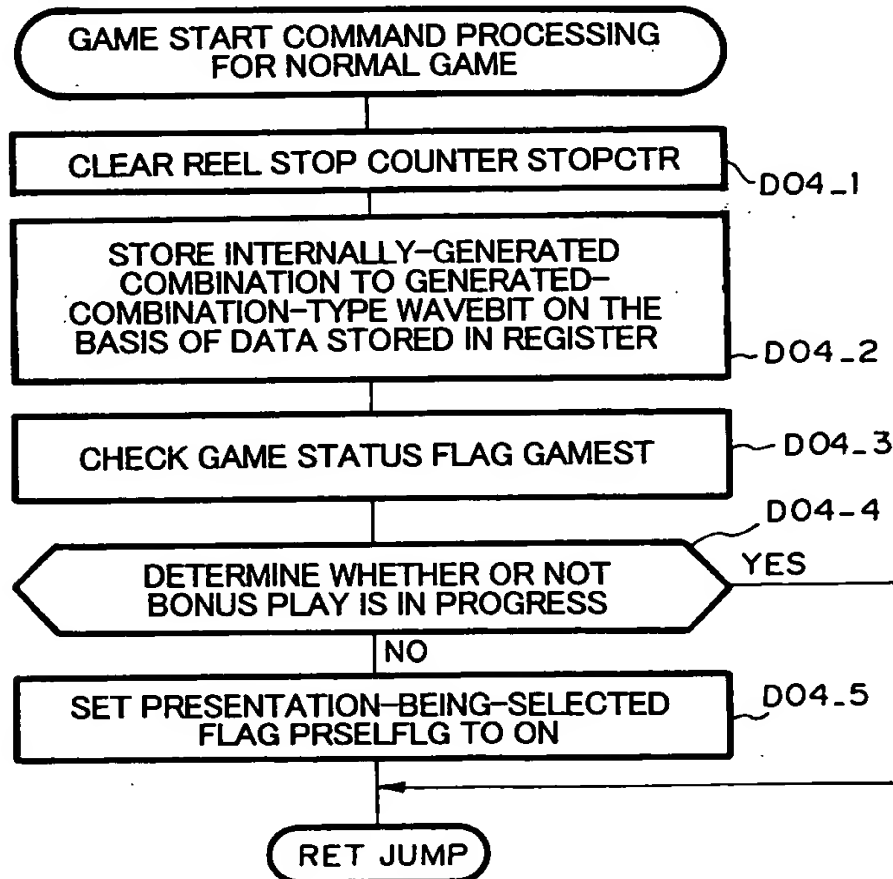 GAME START COMMAND PROCESSING
FOR NORMAL GAME
CLEAR REEL STOP COUNTER STOPCTR
D04_1
STORE INTERNALLY-GENERATED
COMBINATION TO GENERATED-
COMBINATION-TYPE WAVEBIT ON THE
BASIS OF DATA STORED IN REGISTER
D04_2
CHECK GAME STATUS FLAG GAMEST
D04_3
D04_4
DETERMINE WHETHER OR NOT
BONUS PLAY IS IN PROGRESS
YES
NO
SET PRESENTATION-BEING-SELECTED
FLAG PRSELFLG TO ON
D04_5
RET JUMP